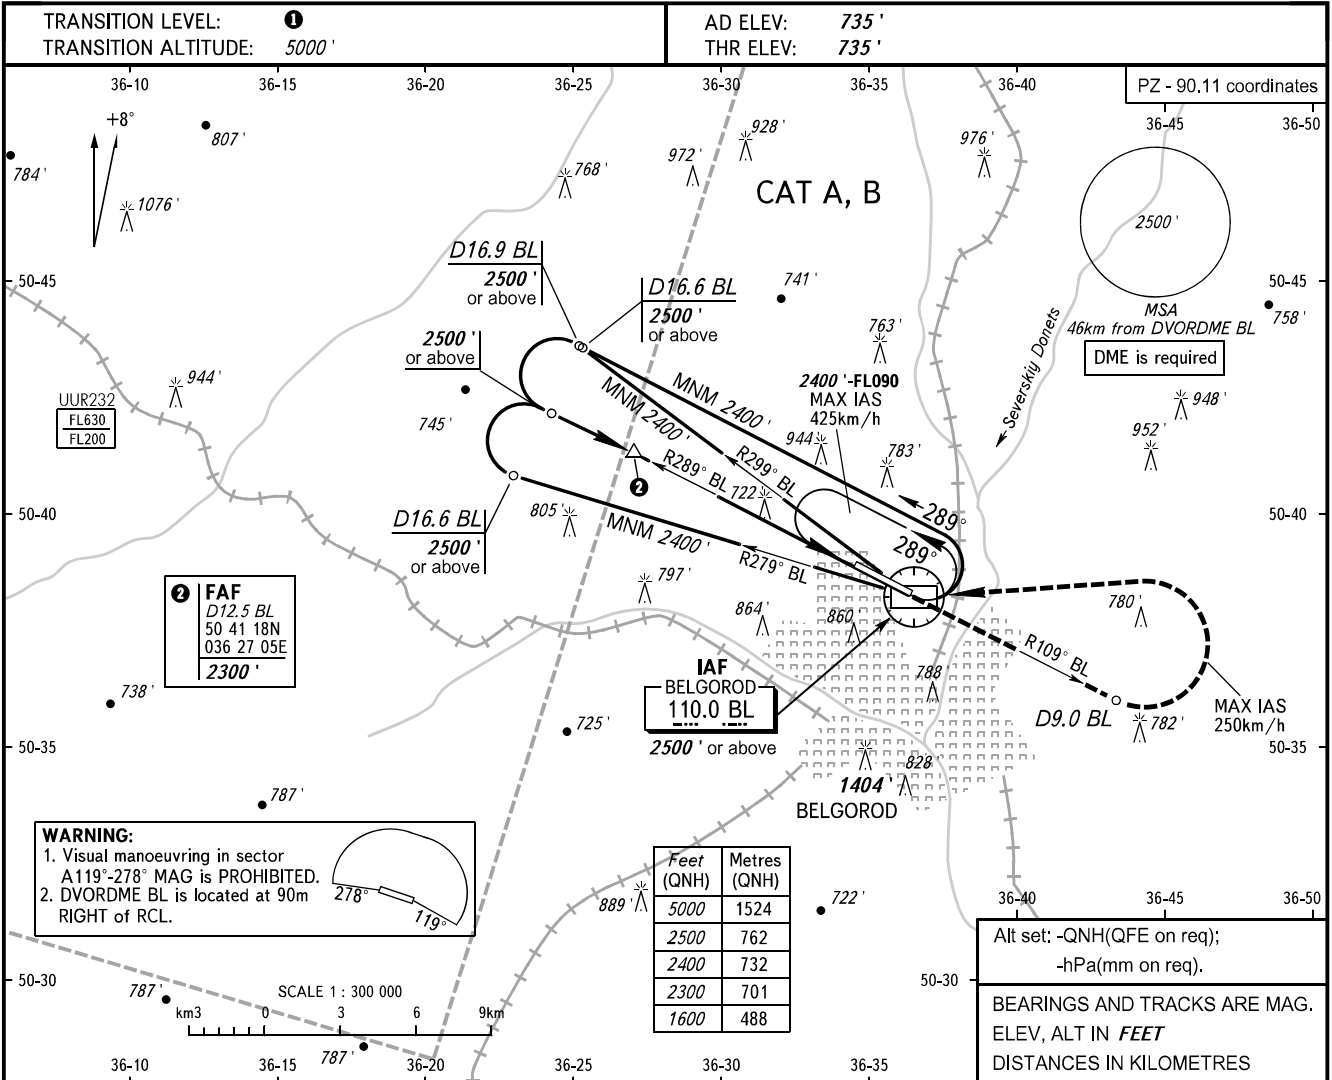 TRANSITION LEVEL: 1
TRANSITION ALTITUDE: 5000 '
AD ELEV: 735 '
THR ELEV: 735 '
36-10 36-15 36-20 36-25 36-30 36-35 36-40
PZ - 90.11 coordinates
36-45 36-50
+8°
807 '
784 '
1076 '
768 '
972 '
928 '
976 '
CAT A, B
2500 '
MSA
46km from DVORDME BL
DME is required
D16.9 BL
2500 '
or above
D16.6 BL
2500 '
or above
50-45
741 '
50-45
758 '
763 '
2500 '
or above
Severskiy Donets
944 '
UUR232
FL630
FL200
745 '
MNM 2400 '
MNM 2400 '
2400 '-FL090
MAX IAS
425km/h
948 '
952 '
944 '
783 '
R299° BL
R289° BL
722 '
2
289°
289°
50-40
D16.6 BL
2500 '
or above
805 '
MNM 2400 '
R279° BL
50-40
2 FAF
D12.5 BL
50 41 18N
036 27 05E
2300 '
797 '
864 '
860 '
780 '
R109° BL
788 '
IAF
BELGOROD
110.0 BL
2500 ' or above
738 '
725 '
D9.0 BL
782 '
MAX IAS
250km/h
50-35
50-35
828 '
1404 '
BELGOROD
787 '
WARNING:
1. Visual manoeuvring in sector
A119°-278° MAG is PROHIBITED.
2. DVORDME BL is located at 90m
RIGHT of RCL.
278°
119°
889 '
Feet Metres
(QNH) (QNH)
5000 1524
2500 762
2400 732
2300 701
1600 488
722 '
36-40 36-45 36-50
Alt set: -QNH(QFE on req);
-hPa(mm on req).
50-30
50-30
787 '
SCALE 1 : 300 000
km3 0 3 6 9km
787 '
BEARINGS AND TRACKS ARE MAG.
ELEV, ALT IN FEET
DISTANCES IN KILOMETRES
36-10 36-15 36-20 36-25 36-30 36-35